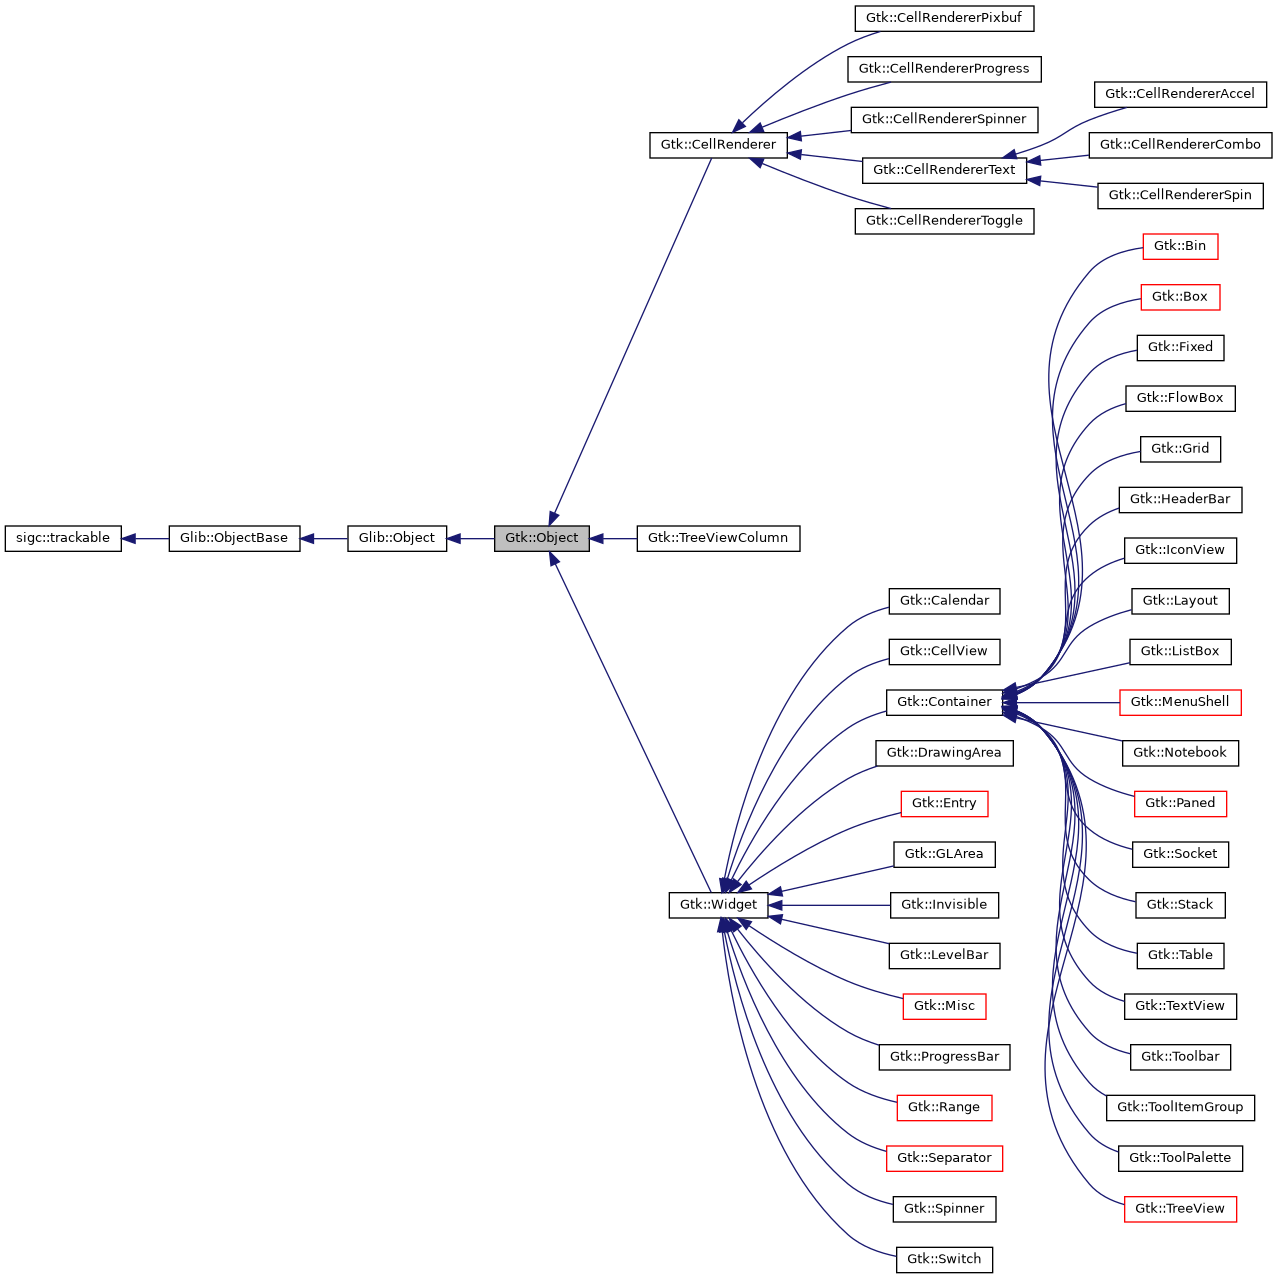 Gtk::CellRendererPixbuf
Gtk::CellRendererProgress
Gtk::CellRendererAccel
Gtk::CellRendererSpinner
Gtk::CellRenderer
Gtk::CellRendererCombo
Gtk::CellRendererText
Gtk::CellRendererSpin
Gtk::CellRendererToggle
Gtk::Bin
Gtk::Box
Gtk::Fixed
Gtk::FlowBox
Gtk::Grid
Gtk::HeaderBar
sigc::trackable
Glib::ObjectBase
Glib::Object
Gtk::Object
Gtk::TreeViewColumn
Gtk::IconView
Gtk::Calendar
Gtk::Layout
Gtk::CellView
Gtk::ListBox
Gtk::Container
Gtk::MenuShell
Gtk::DrawingArea
Gtk::Notebook
Gtk::Entry
Gtk::Paned
Gtk::GLArea
Gtk::Socket
Gtk::Widget
Gtk::Invisible
Gtk::Stack
Gtk::LevelBar
Gtk::Table
Gtk::Misc
Gtk::TextView
Gtk::ProgressBar
Gtk::Toolbar
Gtk::Range
Gtk::ToolItemGroup
Gtk::Separator
Gtk::ToolPalette
Gtk::Spinner
Gtk::TreeView
Gtk::Switch